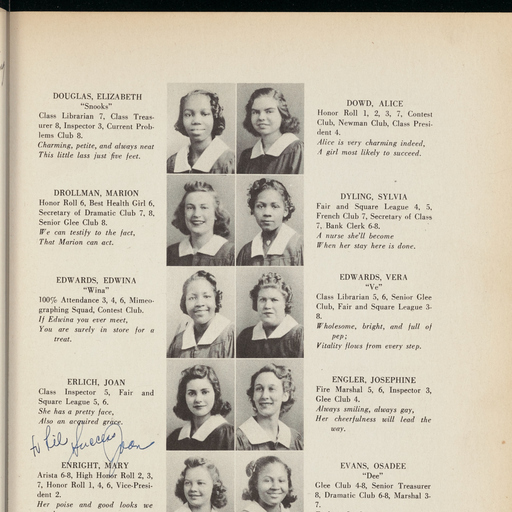 DOUGLAS, ELIZABETH
"Snooks"
Class Librarian 7, Class Treas-
urer 8, Inspector 3, Current Prob-
lems Club 8.
Charming, petite, and always neat
This little lass just five feet.
DROLLMAN, MARION
Honor Roll 6, Best Health Girl 6,
Secretary of Dramatic Club 7, 8,
Senior Glee Club 8.
We can testify to the fact,
That Marion can act.
EDWARDS, EDWINA
"Wina"
100% Attendance 3, 4, 6, Mimeo-
graphing Squad, Contest Club.
If Edwina you ever meet,
You are surely in store for a
treat.
ERLICH, JOAN
Class Inspector 5, Fair and
Square League 5, 6.
She has a pretty face,
Also an acquired grace.
to Lil Success Joan
ENRIGHT, MARY
Arista 6-8, High Honor Roll 2, 3,
7, Honor Roll 1, 4, 6, Vice-Presi-
dent 2.
Her poise and good looks we
DOWD, ALICE
Honor Roll 1, 2, 3, 7, Contest
Club, Newman Club, Class Presi-
dent 4.
Alice is very charming indeed,
A girl most likely to succeed.
DYLING, SYLVIA
Fair and Square League 4, 5,
French Club 7, Secretary of Class
7, Bank Clerk 6-8.
A nurse she'll become
When her stay here is done.
EDWARDS, VERA
"Ve"
Class Librarian 5, 6, Senior Glee
Club, Fair and Square League 3-
8.
Wholesome, bright, and full of
pep;
Vitality flows from every step.
ENGLER, JOSEPHINE
Fire Marshal 5, 6, Inspector 3,
Glee Club 4.
Always smiling, always gay,
Her cheerfulness will lead the
way.
EVANS, OSADEE
"Dee"
Glee Club 4-8, Senior Treasurer
8, Dramatic Club 6-8, Marshal 3-
7.